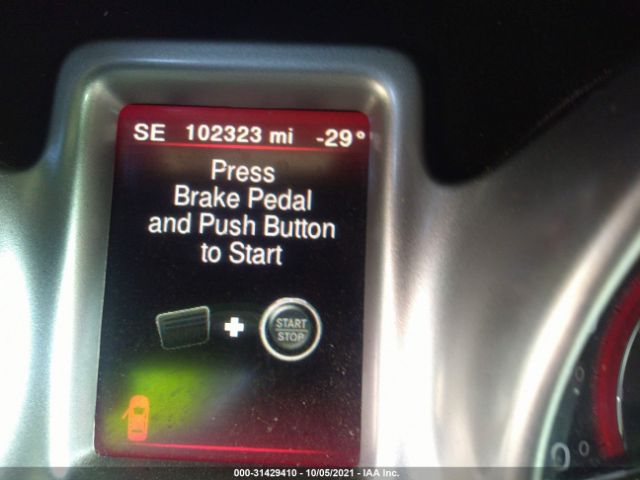 SE 102323 mi -29°
Press
Brake Pedal
and Push Button
to Start
START
STOP
0
000-31429410 - 10/05/2021 - IAA Inc.